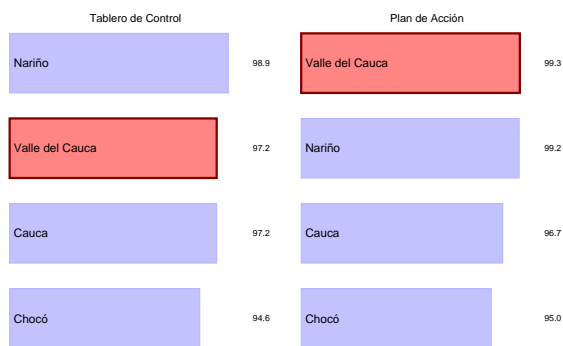 Tablero de Control
Nariño 98.9
Valle del Cauca 97.2
Cauca 97.2
Chocó 94.6
Plan de Acción
Valle del Cauca 99.3
Nariño 99.2
Cauca 96.7
Chocó 95.0